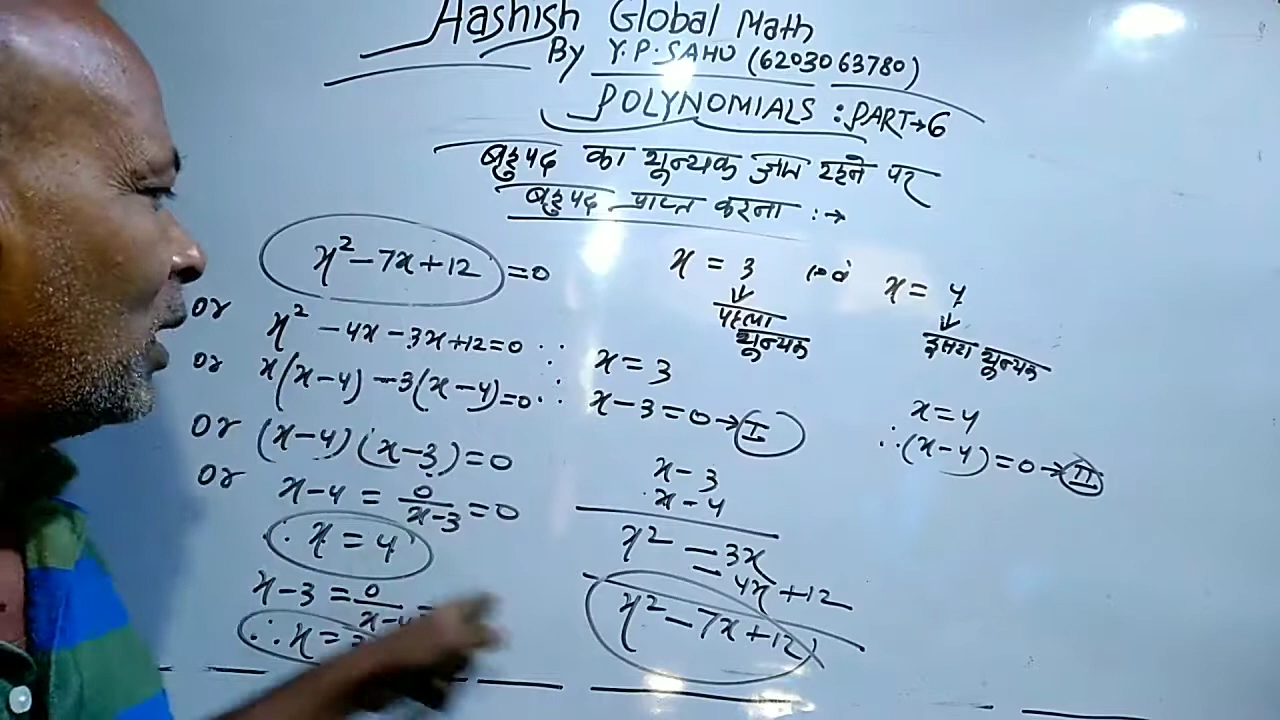 Aashish Global Math
By Y.P. SAHU (6203063780)
POLYNOMIALS : PART→6
बहुपद का शून्यक ज्ञात रहने पर
बहुपद प्राप्त करना :→
x² – 7x + 12 = 0
or x² – 4x – 3x + 12 = 0
or x(x – 4) – 3(x – 4) = 0
or (x – 4)(x – 3) = 0
or x – 4 = 0/x–3 = 0
∴ x = 4
x – 3 = 0/x–4 =
∴ x = 3
x = 3 एवं x = 4
↓ ↓
पहला शून्यक दूसरा शून्यक
∵ x = 3
∴ x – 3 = 0 → I
x = 4
∴ (x – 4) = 0 → II
x – 3
x – 4
x² – 3x
– 4x + 12
x² – 7x + 12